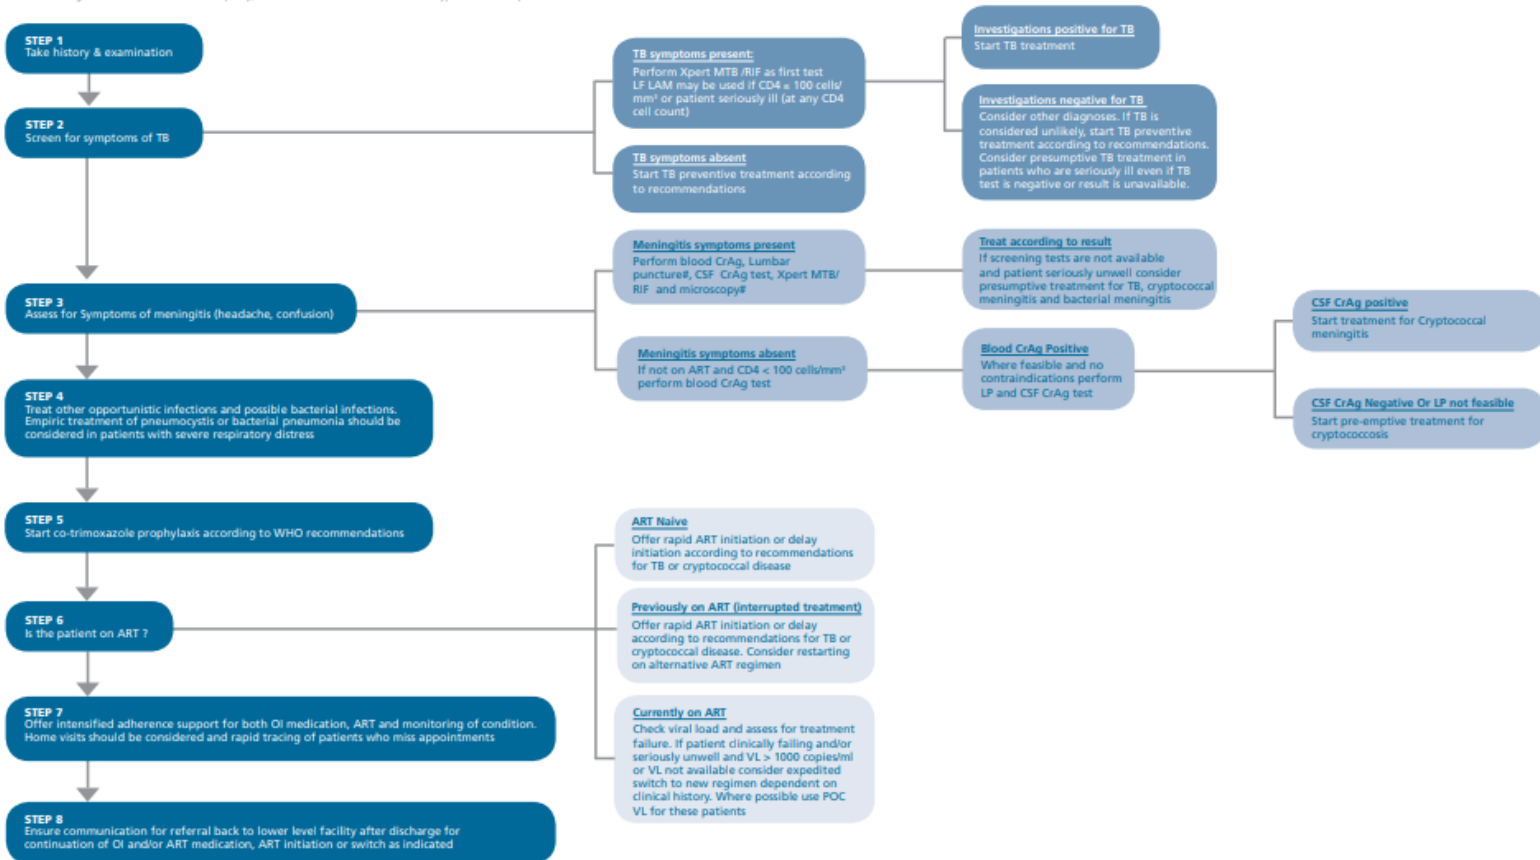 STEP 1
Take history & examination
STEP 2
Screen for symptoms of TB
TB symptoms present:
Perform Xpert MTB /RIF as first test
LF LAM may be used if CD4 ≤ 100 cells/
mm³ or patient seriously ill (at any CD4
cell count)
TB symptoms absent
Start TB preventive treatment according
to recommendations
Investigations positive for TB
Start TB treatment
Investigations negative for TB
Consider other diagnoses. If TB is
considered unlikely, start TB preventive
treatment according to recommendations.
Consider presumptive TB treatment in
patients who are seriously ill even if TB
test is negative or result is unavailable.
STEP 3
Assess for Symptoms of meningitis (headache, confusion)
Meningitis symptoms present
Perform blood CrAg, Lumbar
puncture#, CSF CrAg test, Xpert MTB/
RIF and microscopy#
Treat according to result
If screening tests are not available
and patient seriously unwell consider
presumptive treatment for TB, cryptococcal
meningitis and bacterial meningitis
Meningitis symptoms absent
If not on ART and CD4 < 100 cells/mm³
perform blood CrAg test
Blood CrAg Positive
Where feasible and no
contraindications perform
LP and CSF CrAg test
CSF CrAg positive
Start treatment for Cryptococcal
meningitis
CSF CrAg Negative Or LP not feasible
Start pre-emptive treatment for
cryptococcosis
STEP 4
Treat other opportunistic infections and possible bacterial infections.
Empiric treatment of pneumocystis or bacterial pneumonia should be
considered in patients with severe respiratory distress
STEP 5
Start co-trimoxazole prophylaxis according to WHO recommendations
STEP 6
Is the patient on ART ?
ART Naive
Offer rapid ART initiation or delay
initiation according to recommendations
for TB or cryptococcal disease
Previously on ART (interrupted treatment)
Offer rapid ART initiation or delay
according to recommendations for TB or
cryptococcal disease. Consider restarting
on alternative ART regimen
Currently on ART
Check viral load and assess for treatment
failure. If patient clinically failing and/or
seriously unwell and VL > 1000 copies/ml
or VL not available consider expedited
switch to new regimen dependent on
clinical history. Where possible use POC
VL for these patients
STEP 7
Offer intensified adherence support for both OI medication, ART and monitoring of condition.
Home visits should be considered and rapid tracing of patients who miss appointments
STEP 8
Ensure communication for referral back to lower level facility after discharge for
continuation of OI and/or ART medication, ART initiation or switch as indicated